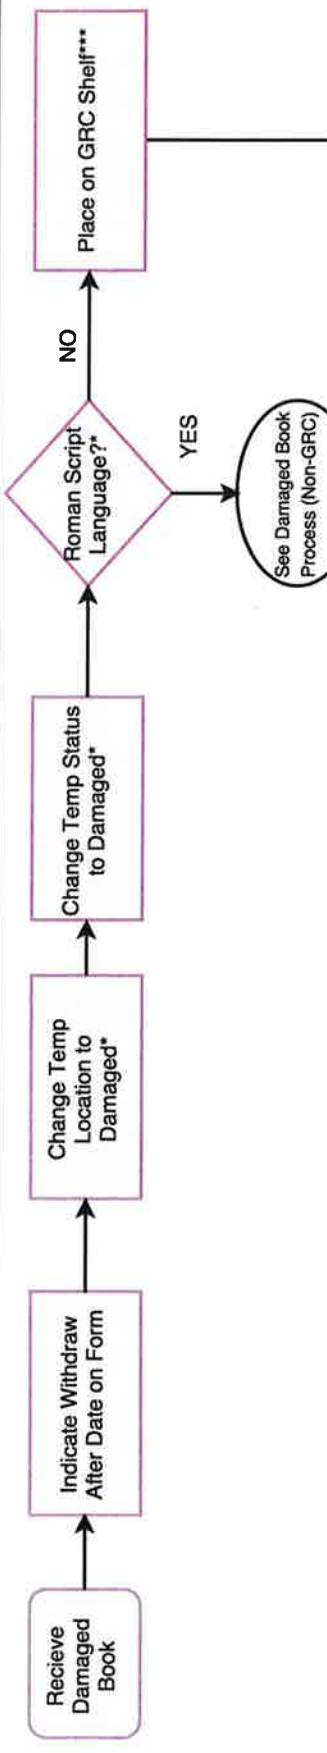 Recieve
Damaged
Book
Indicate Withdraw
After Date on Form
Change Temp
Location to
Damaged*
Change Temp Status
to Damaged*
Roman Script
Language?*
NO
YES
Place on GRC Shelf***
See Damaged Book
Process (Non-GRC)